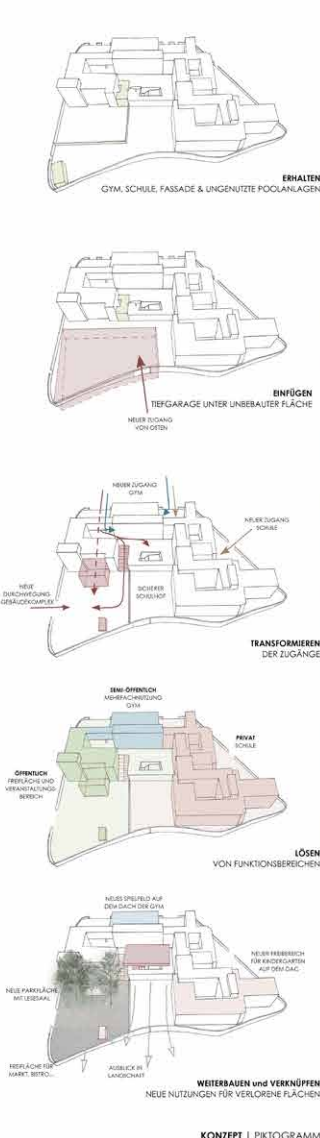 ERHALTEN
GYM, SCHULE, FASSADE & UNGENUTZTE POOLANLAGEN
EINFÜGEN
TIEFGARAGE UNTER UNBEBAUTER FLÄCHE
NEUER ZUGANG
VON OSTEN
NEUER ZUGANG
GYM
NEUER ZUGANG
SCHULE
NEUE
DURCHWEGUNG
GEBÄUDEKOMPLEX
SICHERER
SCHULHOF
TRANSFORMIEREN
DER ZUGÄNGE
SEMI-ÖFFENTLICH
MEHRFACHNUTZUNG
GYM
PRIVAT
SCHULE
ÖFFENTLICH
FREIFLÄCHE UND
VERANSTALTUNGS-
BEREICH
LÖSEN
VON FUNKTIONSBEREICHEN
NEUES SPIELFELD AUF
DEM DACH DER GYM
NEUER FREIBEREICH
FÜR KINDERGARTEN
AUF DEM DAC
NEUE PARKFLÄCHE
MIT LESESAAL
FREIFLÄCHE FÜR
MARKT, BISTRO...
AUSBLICK IN
LANDSCHAFT
WEITERBAUEN und VERKNÜPFEN
NEUE NUTZUNGEN FÜR VERLORENE FLÄCHEN
KONZEPT | PIKTOGRAMM